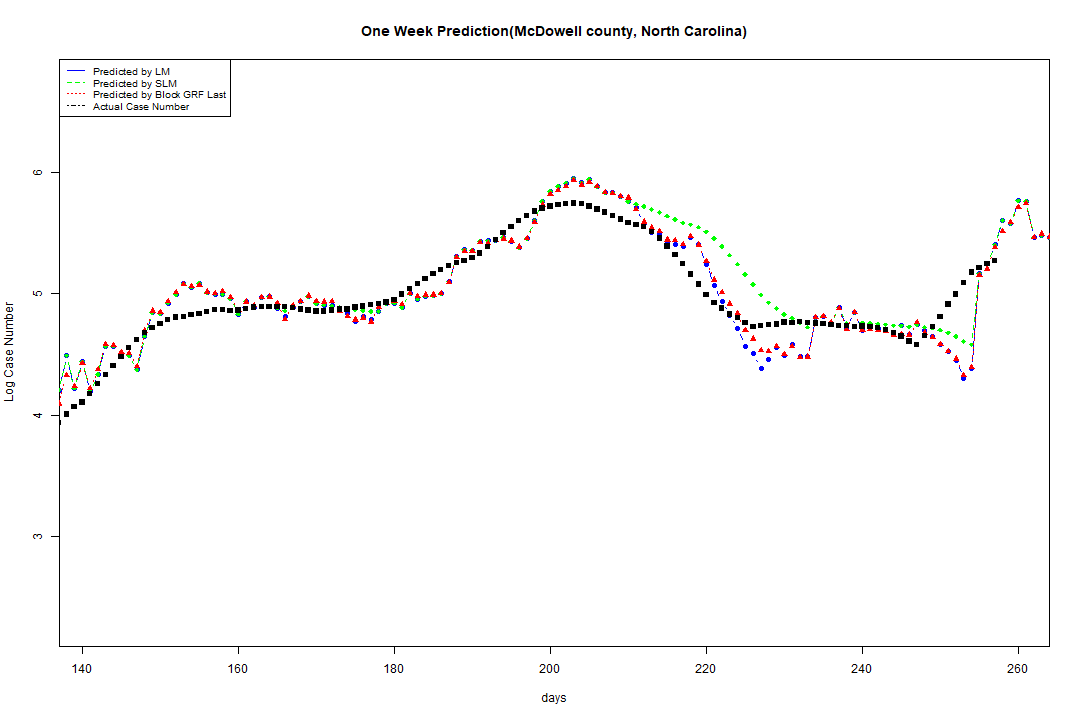 One Week Prediction(McDowell county, North Carolina)
Predicted by LM
Predicted by SLM
Predicted by Block GRF Last
Actual Case Number
6
5
4
3
Log Case Number
140 160 180 200 220 240 260
days